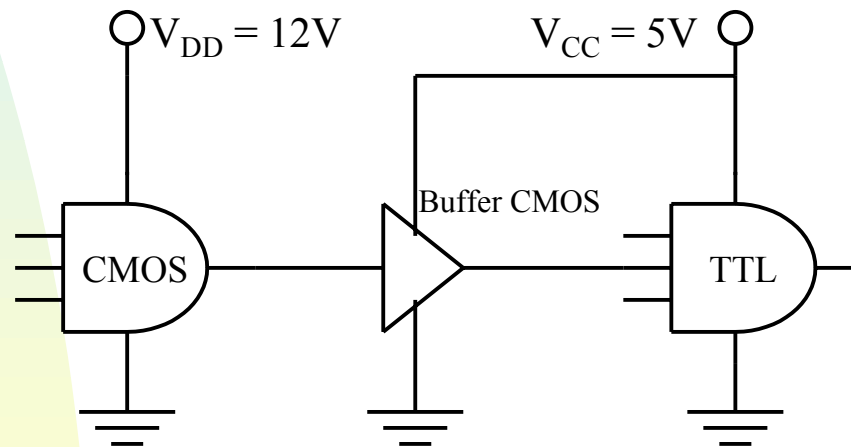 V_DD = 12V
V_CC = 5V
Buffer CMOS
CMOS
TTL